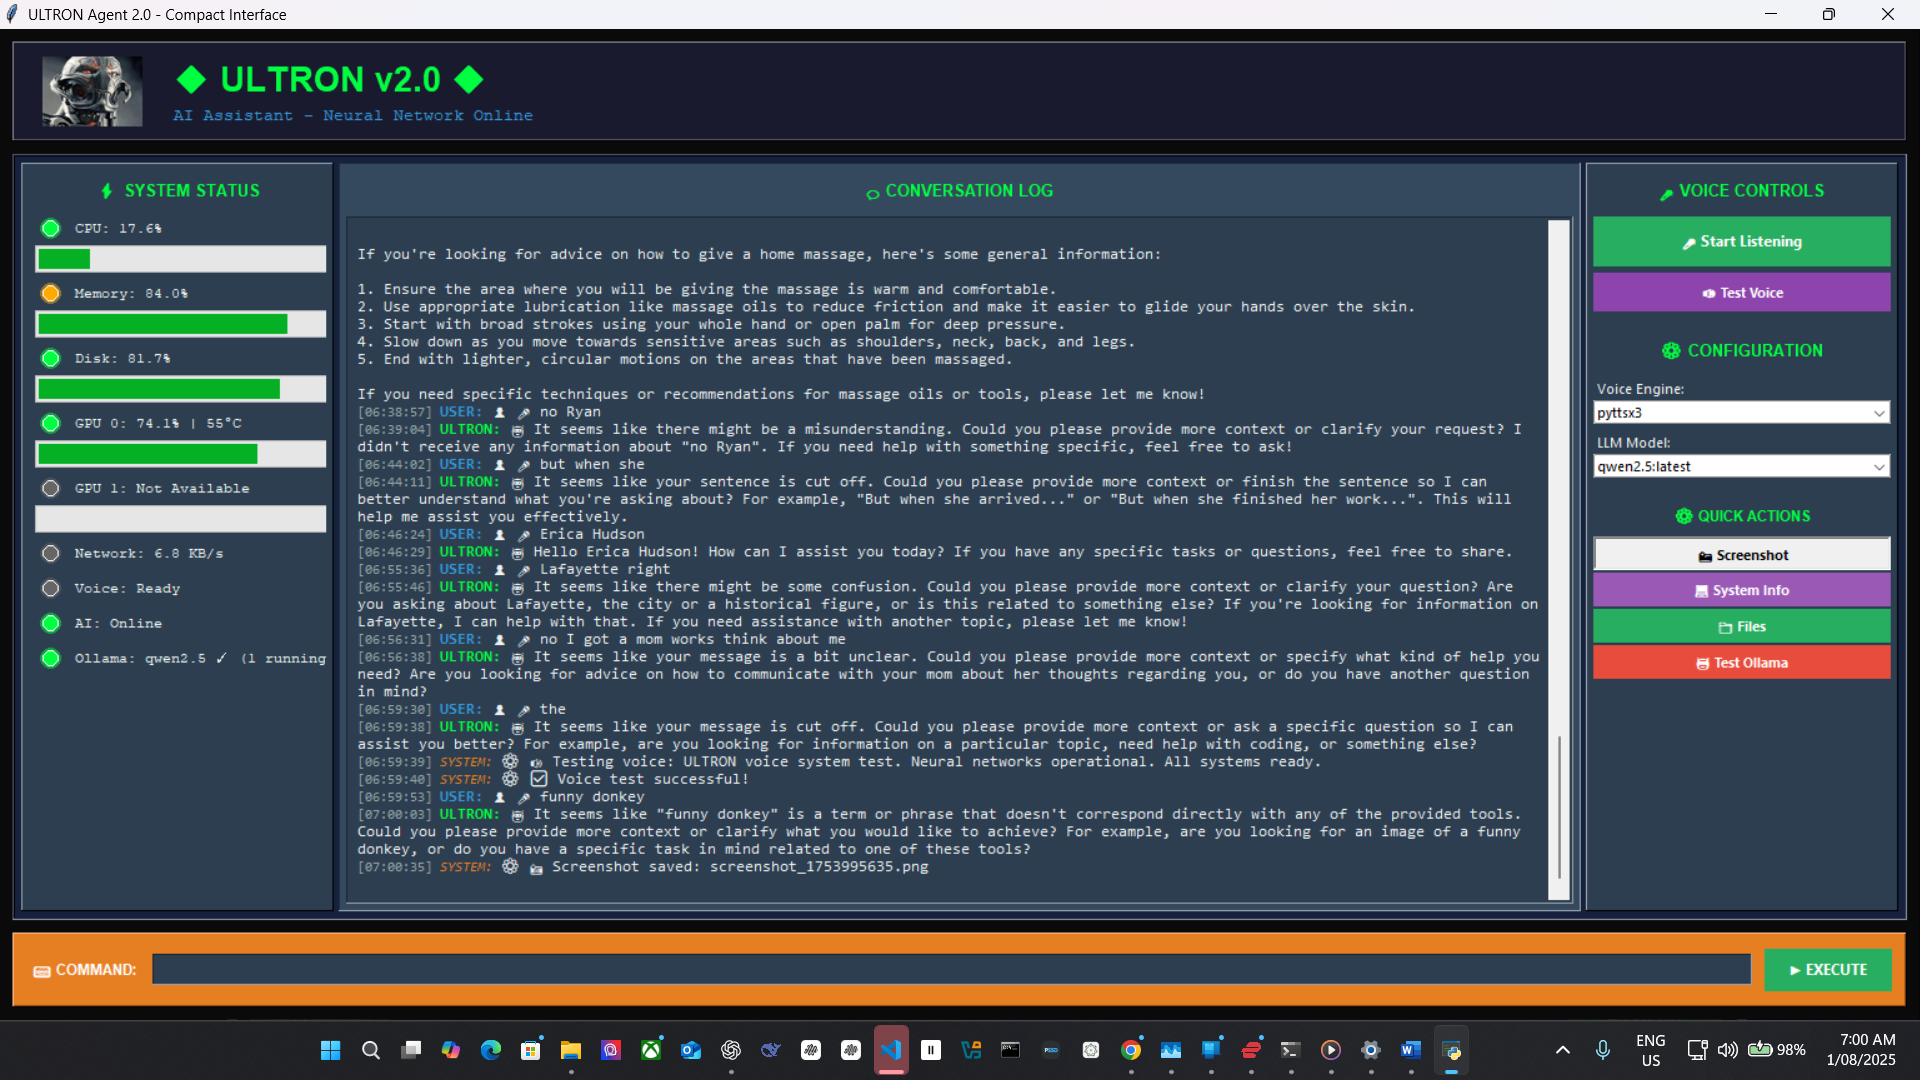 ULTRON Agent 2.0 - Compact Interface
ULTRON v2.0
AI Assistant - Neural Network Online
SYSTEM STATUS
CPU: 17.6%
Memory: 84.0%
Disk: 81.7%
GPU 0: 74.1% | 55°C
GPU 1: Not Available
Network: 6.8 KB/s
Voice: Ready
AI: Online
Ollama: qwen2.5 ✓ (1 running
CONVERSATION LOG
If you're looking for advice on how to give a home massage, here's some general information:
1. Ensure the area where you will be giving the massage is warm and comfortable.
2. Use appropriate lubrication like massage oils to reduce friction and make it easier to glide your hands over the skin.
3. Start with broad strokes using your whole hand or open palm for deep pressure.
4. Slow down as you move towards sensitive areas such as shoulders, neck, back, and legs.
5. End with lighter, circular motions on the areas that have been massaged.
If you need specific techniques or recommendations for massage oils or tools, please let me know!
[06:38:57] USER: no Ryan
[06:39:04] ULTRON: It seems like there might be a misunderstanding. Could you please provide more context or clarify your request? I
didn't receive any information about "no Ryan". If you need help with something specific, feel free to ask!
[06:44:02] USER: but when she
[06:44:11] ULTRON: It seems like your sentence is cut off. Could you please provide more context or finish the sentence so I can
better understand what you're asking about? For example, "But when she arrived..." or "But when she finished her work...". This will
help me assist you effectively.
[06:46:24] USER: Erica Hudson
[06:46:29] ULTRON: Hello Erica Hudson! How can I assist you today? If you have any specific tasks or questions, feel free to share.
[06:55:36] USER: Lafayette right
[06:55:46] ULTRON: It seems like there might be some confusion. Could you please provide more context or clarify your question? Are
you asking about Lafayette, the city or a historical figure, or is this related to something else? If you're looking for information on
Lafayette, I can help with that. If you need assistance with another topic, please let me know!
[06:56:31] USER: no I got a mom works think about me
[06:56:38] ULTRON: It seems like your message is a bit unclear. Could you please provide more context or specify what kind of help you
need? Are you looking for advice on how to communicate with your mom about her thoughts regarding you, or do you have another question
in mind?
[06:59:30] USER: the
[06:59:38] ULTRON: It seems like your message is cut off. Could you please provide more context or ask a specific question so I can
assist you better? For example, are you looking for information on a particular topic, need help with coding, or something else?
[06:59:39] SYSTEM: Testing voice: ULTRON voice system test. Neural networks operational. All systems ready.
[06:59:40] SYSTEM: Voice test successful!
[06:59:53] USER: funny donkey
[07:00:03] ULTRON: It seems like "funny donkey" is a term or phrase that doesn't correspond directly with any of the provided tools.
Could you please provide more context or clarify what you would like to achieve? For example, are you looking for an image of a funny
donkey, or do you have a specific task in mind related to one of these tools?
[07:00:35] SYSTEM: Screenshot saved: screenshot_1753995635.png
VOICE CONTROLS
Start Listening
Test Voice
CONFIGURATION
Voice Engine:
pyttsx3
LLM Model:
qwen2.5:latest
QUICK ACTIONS
Screenshot
System Info
Files
Test Ollama
COMMAND:
EXECUTE
ENG
US
98%
7:00 AM
1/08/2025